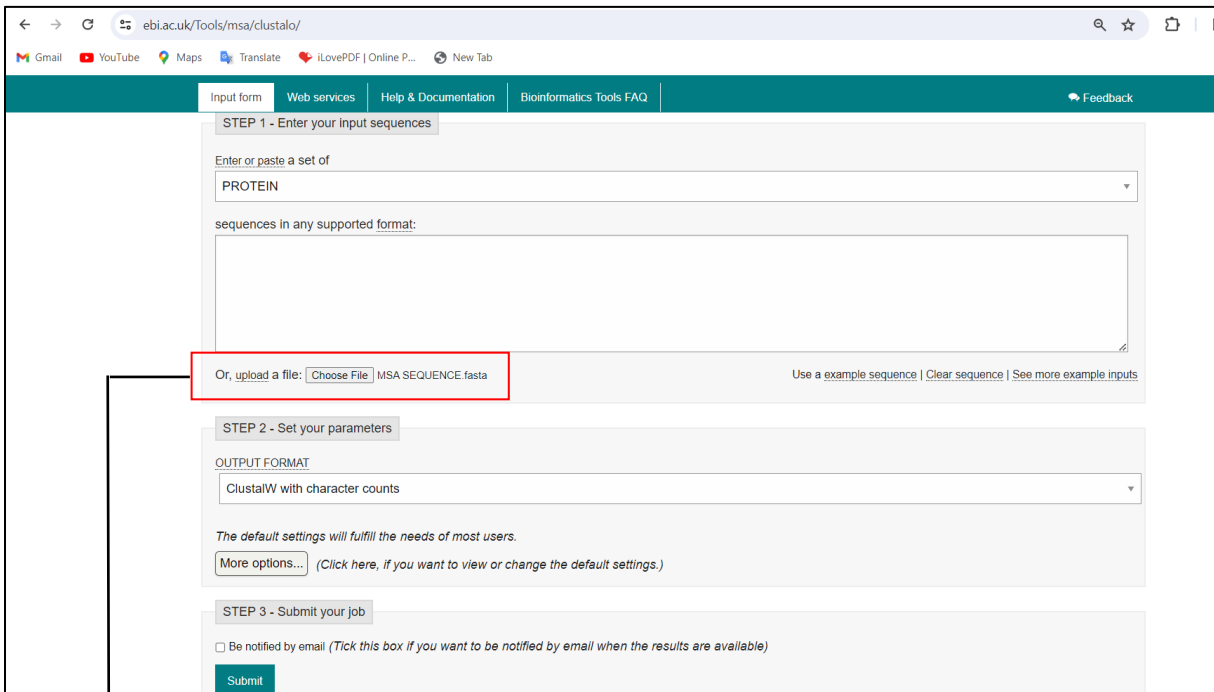 ebi.ac.uk/Tools/msa/clustalo/
Gmail YouTube Maps Translate iLovePDF | Online P... New Tab
Input form Web services Help & Documentation Bioinformatics Tools FAQ Feedback
STEP 1 - Enter your input sequences
Enter or paste a set of
PROTEIN
sequences in any supported format:
Or, upload a file: Choose File MSA SEQUENCE.fasta Use a example sequence | Clear sequence | See more example inputs
STEP 2 - Set your parameters
OUTPUT FORMAT
ClustalW with character counts
The default settings will fulfill the needs of most users.
More options... (Click here, if you want to view or change the default settings.)
STEP 3 - Submit your job
Be notified by email (Tick this box if you want to be notified by email when the results are available)
Submit